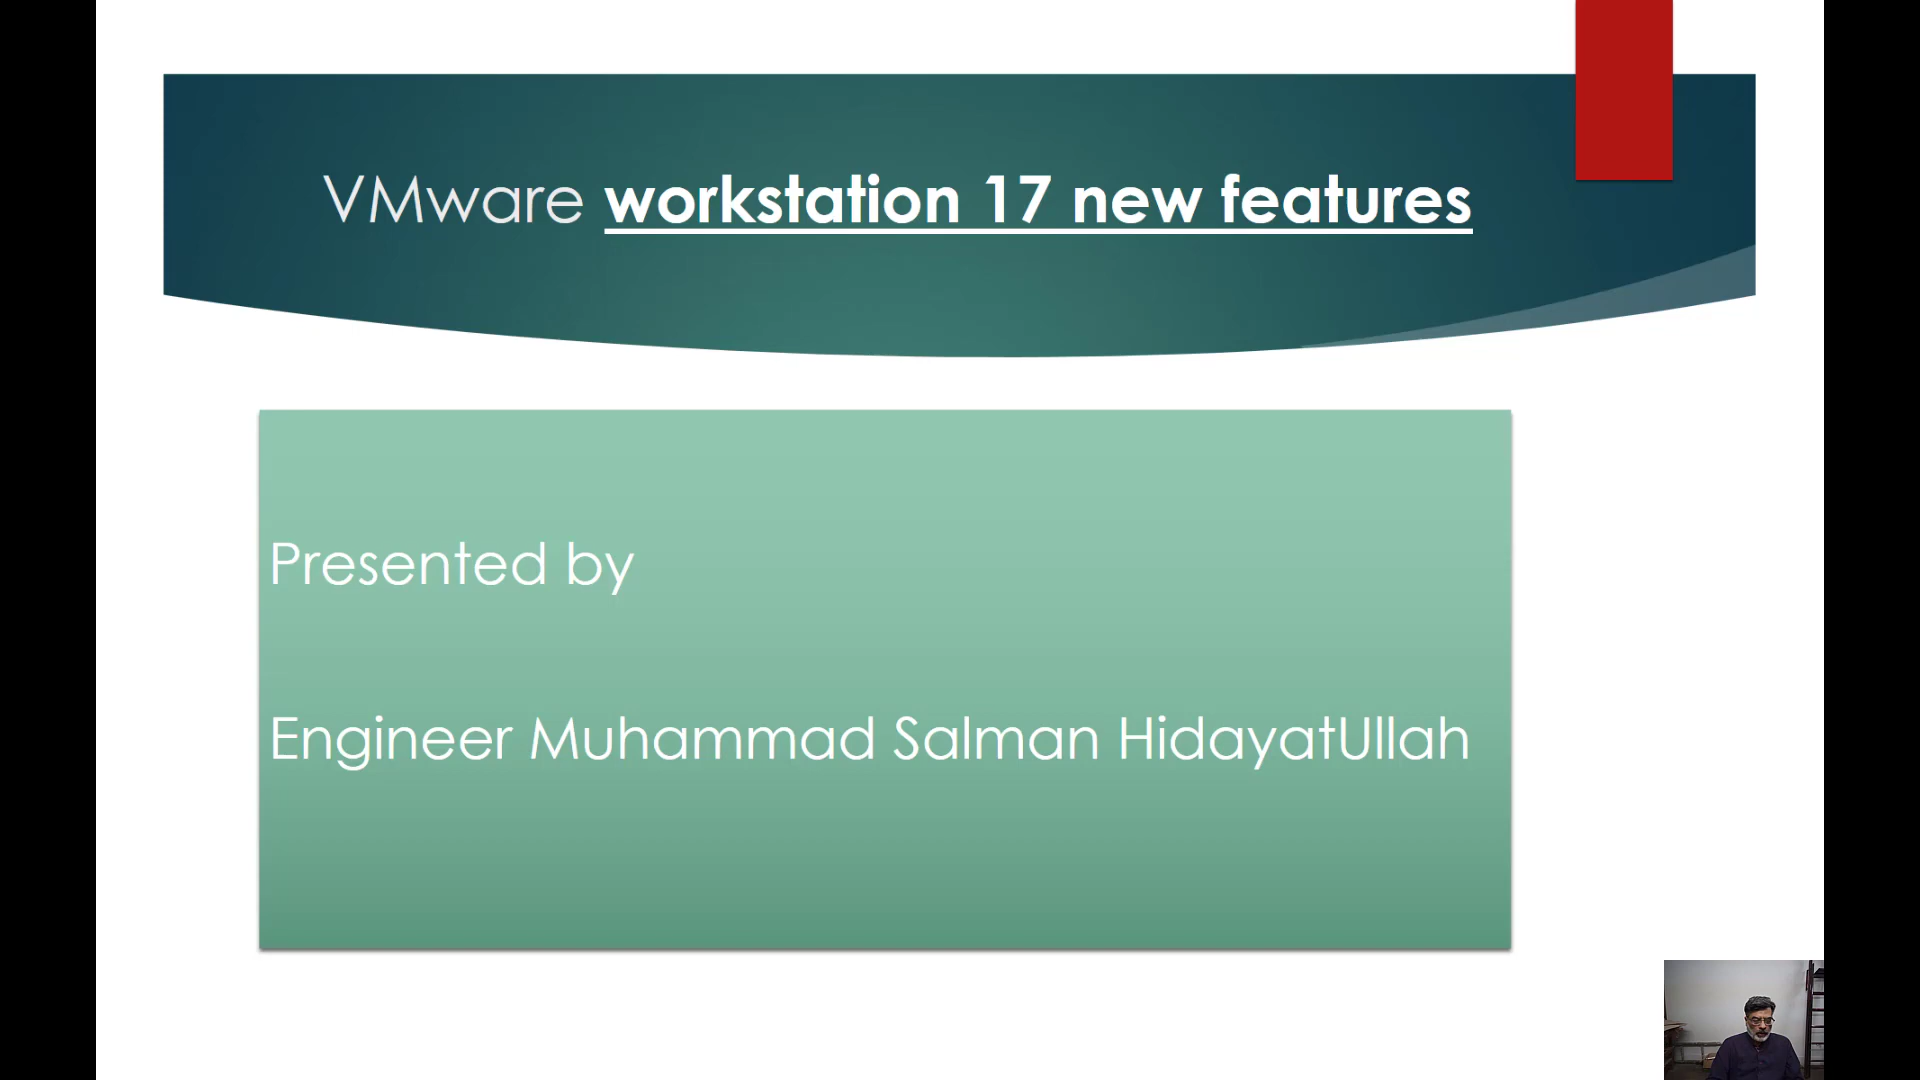 VMware workstation 17 new features
Presented by
Engineer Muhammad Salman HidayatUllah